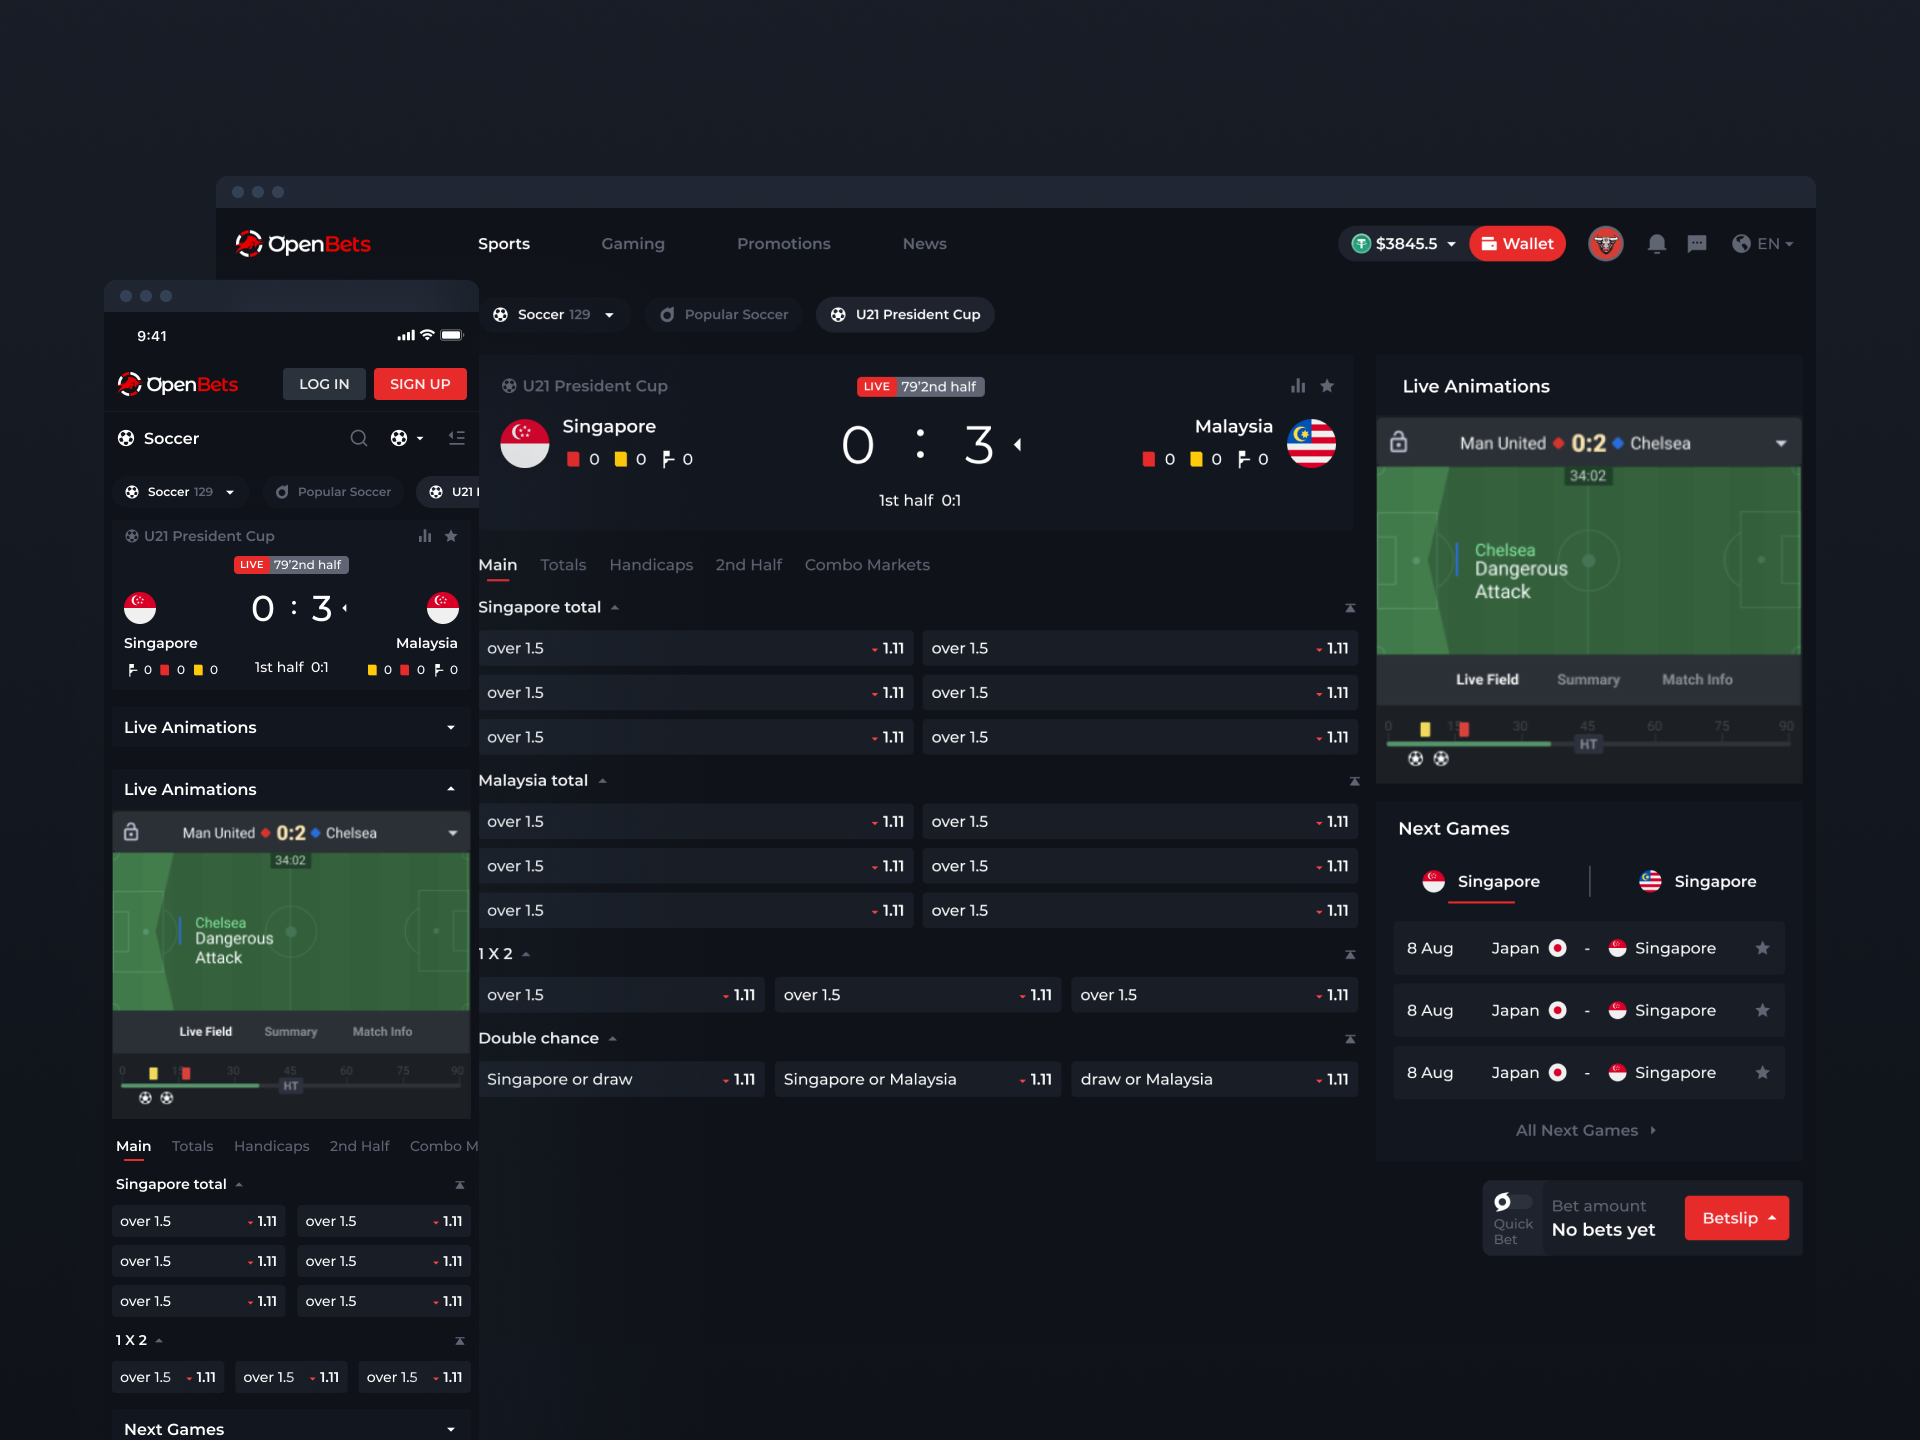 OpenBets
Sports
Gaming
Promotions
News
$3845.5
Wallet
EN
Soccer 129
Popular Soccer
U21 President Cup
U21 President Cup
LIVE 79'2nd half
Singapore
0 0 0
0 : 3
Malaysia
0 0 0
1st half 0:1
Main
Totals
Handicaps
2nd Half
Combo Markets
Singapore total
over 1.5 1.11
over 1.5 1.11
over 1.5 1.11
over 1.5 1.11
over 1.5 1.11
over 1.5 1.11
Malaysia total
over 1.5 1.11
over 1.5 1.11
over 1.5 1.11
over 1.5 1.11
over 1.5 1.11
over 1.5 1.11
1 X 2
over 1.5 1.11
over 1.5 1.11
over 1.5 1.11
Double chance
Singapore or draw 1.11
Singapore or Malaysia 1.11
draw or Malaysia 1.11
Live Animations
Man United 0:2 Chelsea
34:02
Chelsea
Dangerous
Attack
Live Field
Summary
Match Info
0 15 30 45 60 75 90
HT
Next Games
Singapore
Singapore
8 Aug Japan - Singapore
8 Aug Japan - Singapore
8 Aug Japan - Singapore
All Next Games
Quick
Bet
Bet amount
No bets yet
Betslip
9:41
OpenBets
LOG IN
SIGN UP
Soccer
Soccer 129
Popular Soccer
U21
U21 President Cup
LIVE 79'2nd half
0 : 3
Singapore
Malaysia
0 0 0
1st half 0:1
0 0 0
Live Animations
Live Animations
Man United 0:2 Chelsea
34:02
Chelsea
Dangerous
Attack
Live Field
Summary
Match Info
0 15 30 45 60 75 90
HT
Main
Totals
Handicaps
2nd Half
Combo M
Singapore total
over 1.5 1.11
over 1.5 1.11
over 1.5 1.11
over 1.5 1.11
over 1.5 1.11
over 1.5 1.11
1 X 2
over 1.5 1.11
over 1.5 1.11
over 1.5 1.11
Next Games